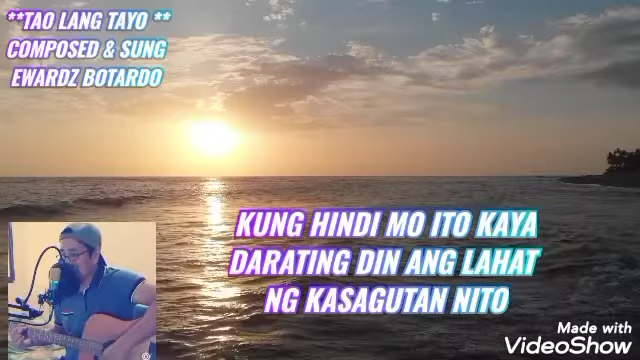 **TAO LANG TAYO **
COMPOSED & SUNG
EWARDZ BOTARDO
KUNG HINDI MO ITO KAYA
DARATING DIN ANG LAHAT
NG KASAGUTAN NITO
Made with
VideoShow